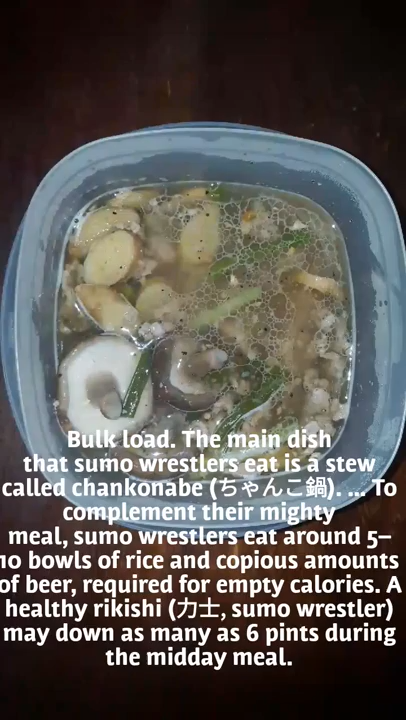 Bulk load. The main dish
that sumo wrestlers eat is a stew
called chankonabe (ちゃんこ鍋). ... To
complement their mighty
meal, sumo wrestlers eat around 5–
10 bowls of rice and copious amounts
of beer, required for empty calories. A
healthy rikishi (力士, sumo wrestler)
may down as many as 6 pints during
the midday meal.